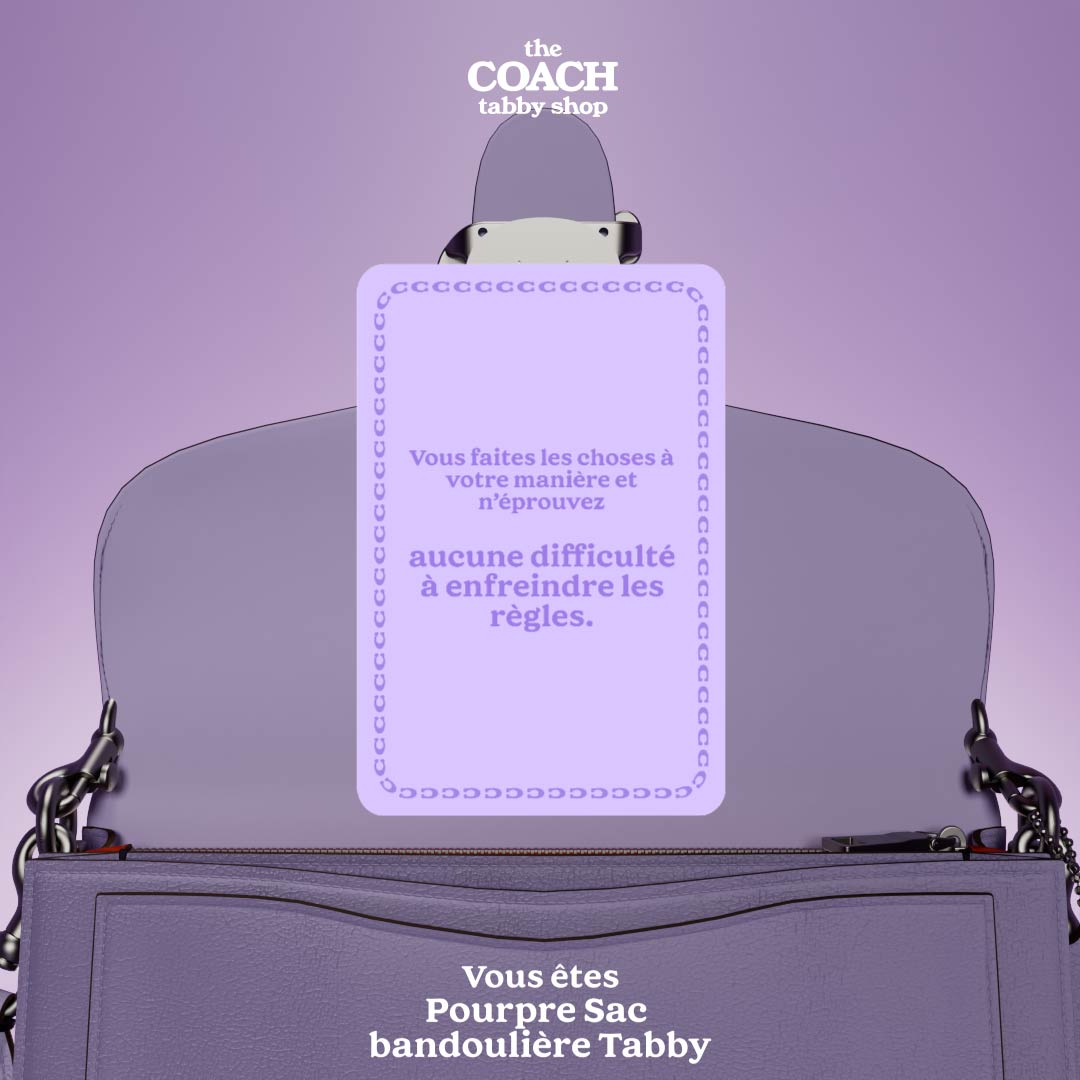 the
COACH
tabby shop
Vous faites les choses à
votre manière et
n’éprouvez
aucune difficulté
à enfreindre les
règles.
Vous êtes
Pourpre Sac
bandoulière Tabby